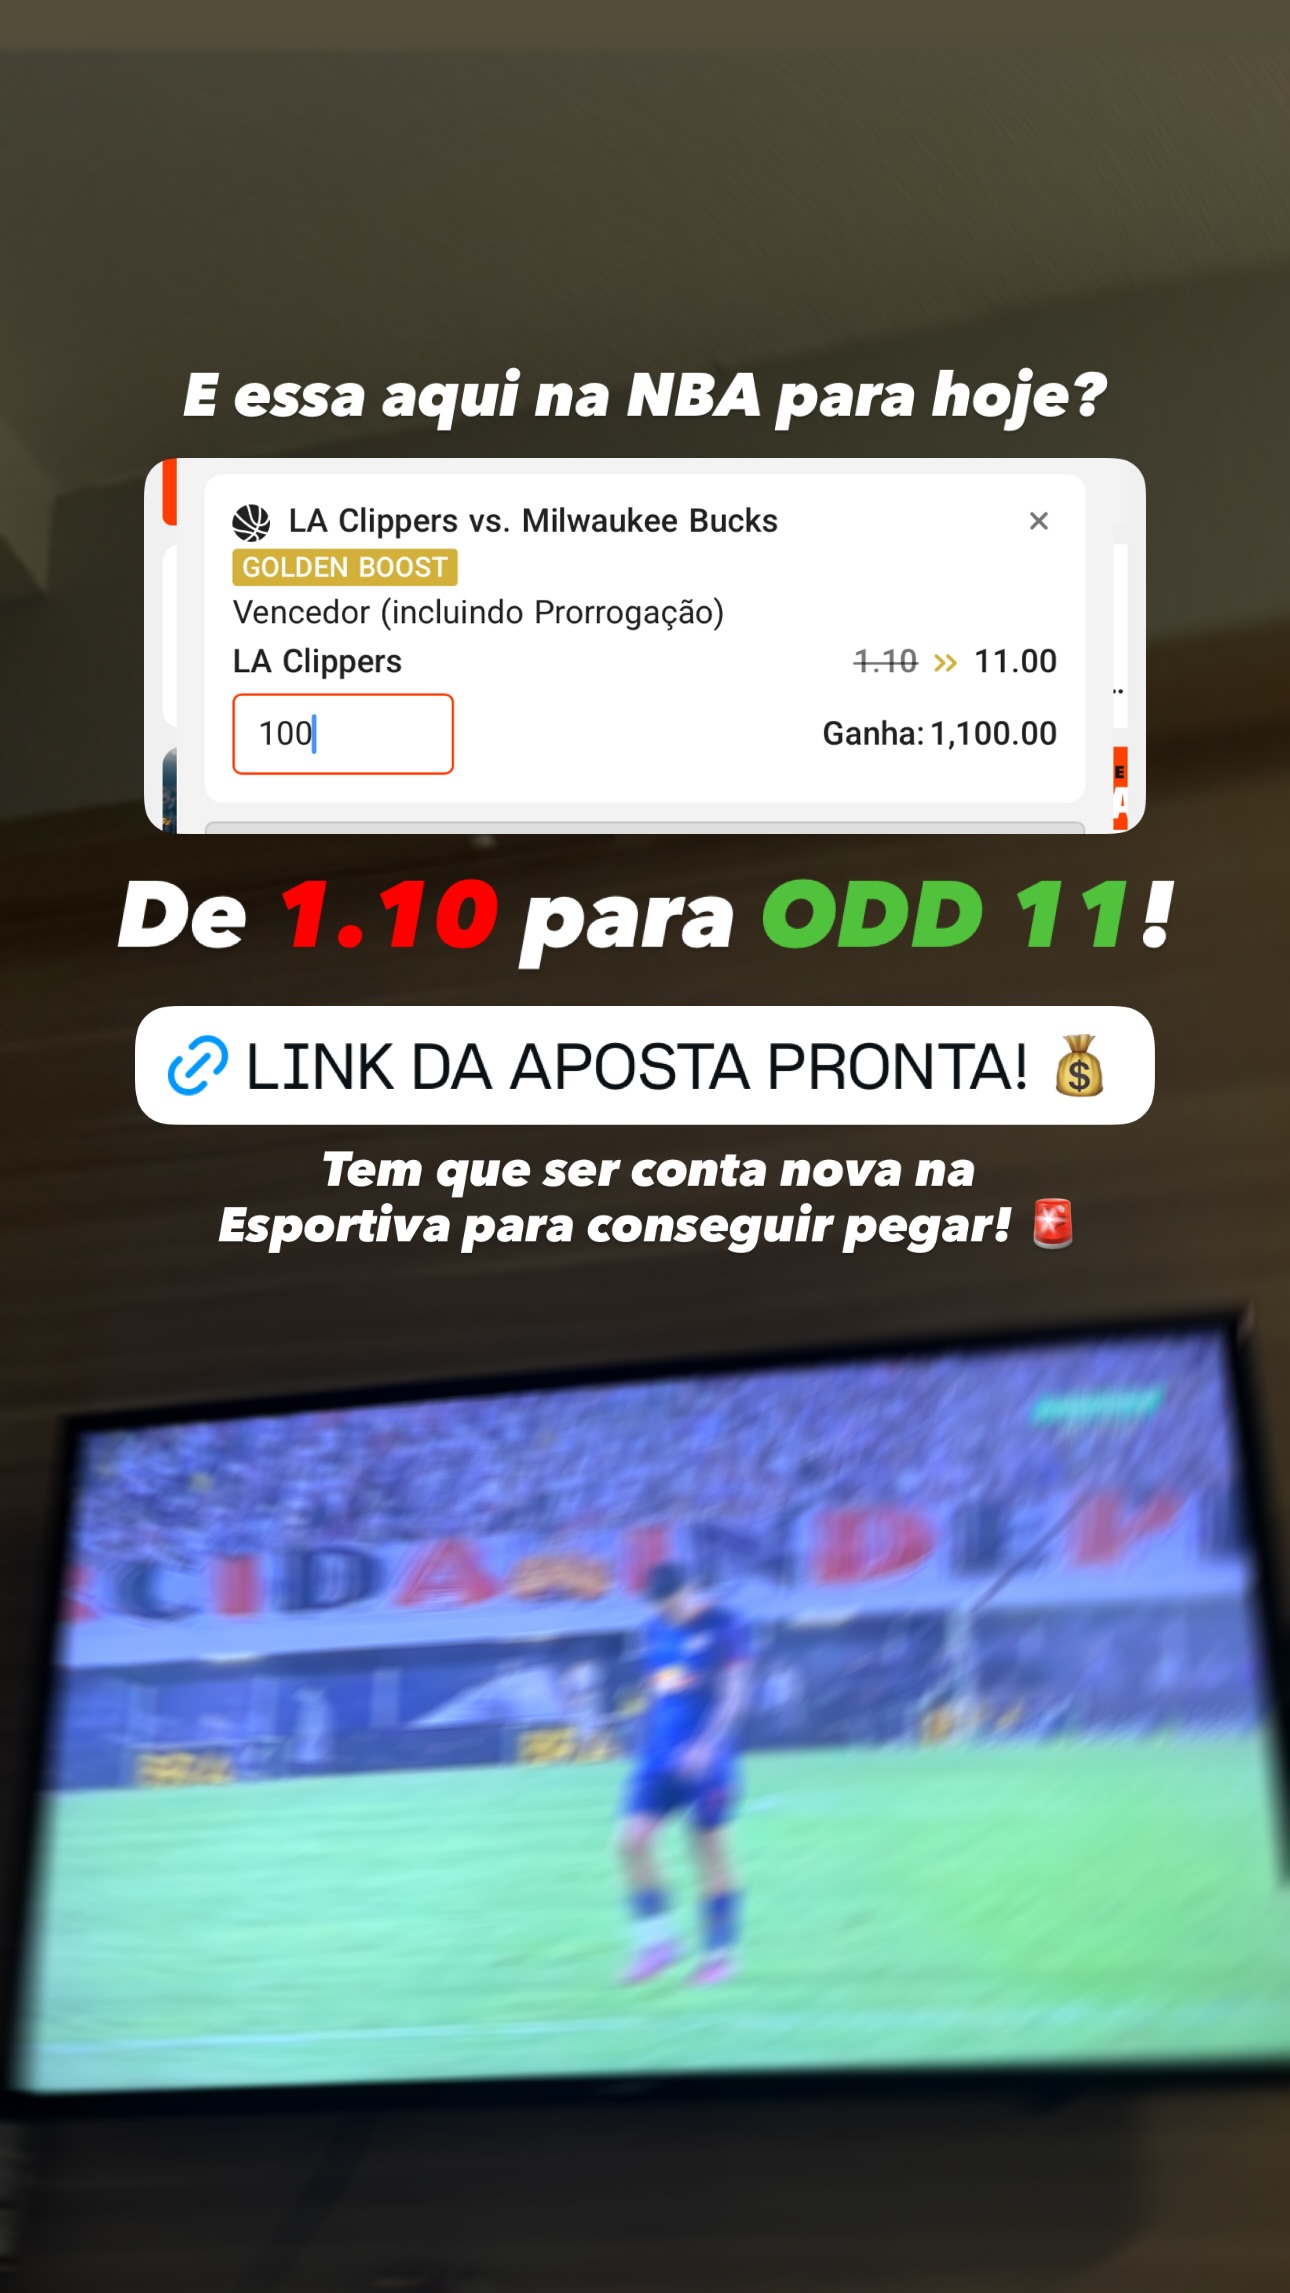 E essa aqui na NBA para hoje?
LA Clippers vs. Milwaukee Bucks
GOLDEN BOOST
Vencedor (incluindo Prorrogação)
LA Clippers 1.10 » 11.00
100 Ganha: 1,100.00
..
E
A
De 1.10 para ODD 11!
LINK DA APOSTA PRONTA! 💰
Tem que ser conta nova na
Esportiva para conseguir pegar! 🚨
CIDA INDEP